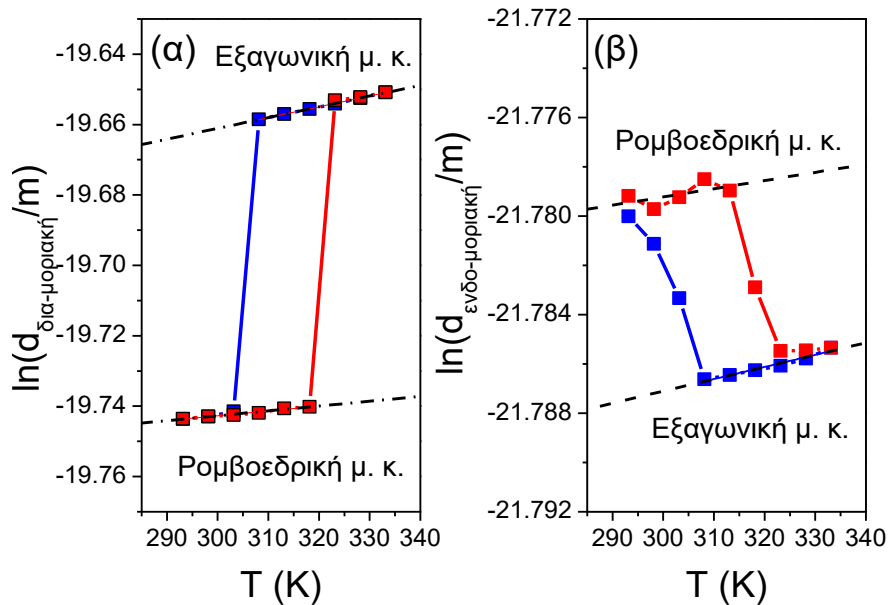 (α)
Εξαγωνική μ. κ.
Ρομβοεδρική μ. κ.
-19.64
-19.66
-19.68
-19.70
-19.72
-19.74
-19.76
ln(dδια-μοριακή/m)
290 300 310 320 330 340
T (K)
(β)
Ρομβοεδρική μ. κ.
Εξαγωνική μ. κ.
-21.772
-21.776
-21.780
-21.784
-21.788
-21.792
ln(dενδο-μοριακή/m)
290 300 310 320 330 340
T (K)